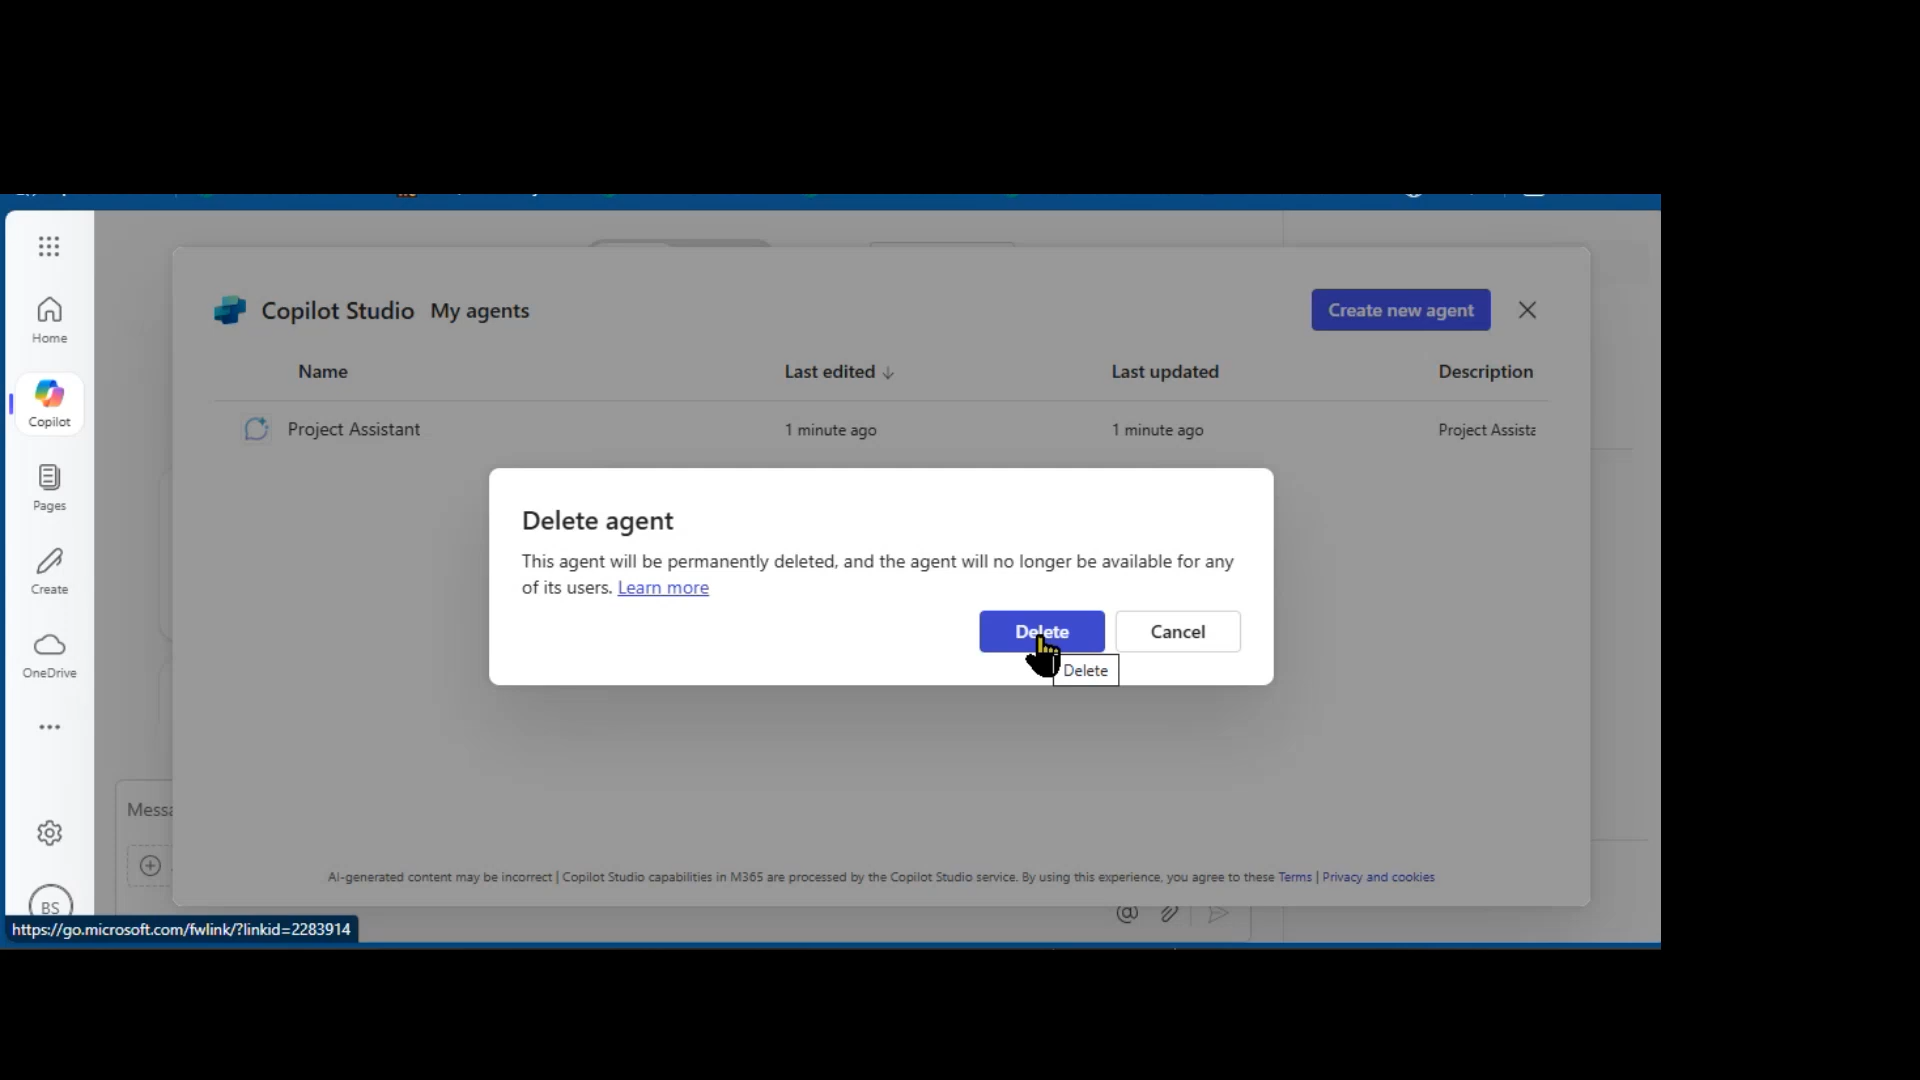 Home
Copilot
Pages
Create
OneDrive
BS
Copilot Studio My agents
Create new agent
Name Last edited Last updated Description
Project Assistant 1 minute ago 1 minute ago Project Assista
Delete agent
This agent will be permanently deleted, and the agent will no longer be available for any
of its users. Learn more
Delete Cancel
Delete
Messa
AI-generated content may be incorrect | Copilot Studio capabilities in M365 are processed by the Copilot Studio service. By using this experience, you agree to these Terms | Privacy and cookies
https://go.microsoft.com/fwlink/?linkid=2283914